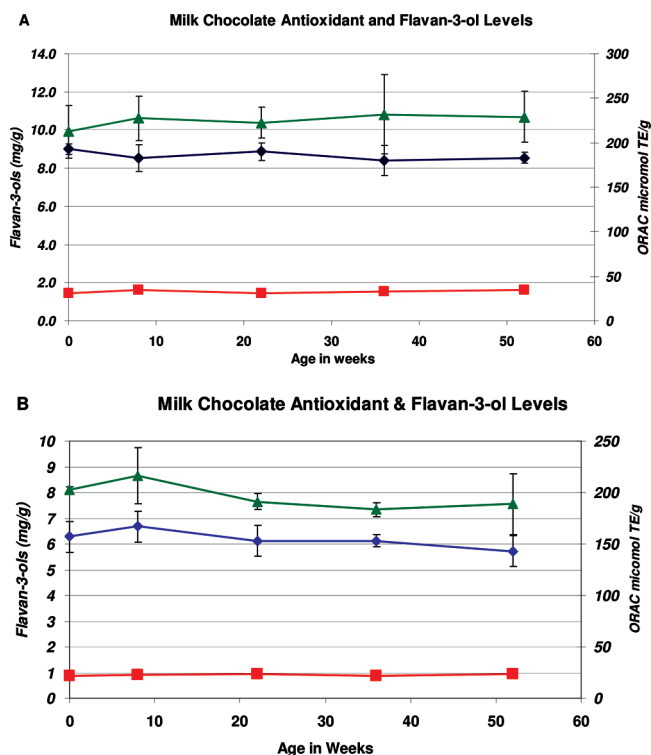 A
Milk Chocolate Antioxidant and Flavan-3-ol Levels
14.0
12.0
10.0
8.0
6.0
4.0
2.0
0.0
Flavan-3-ols (mg/g)
300
250
200
150
100
50
0
ORAC micromol TE/g
0 10 20 30 40 50 60
Age in weeks
B
Milk Chocolate Antioxidant & Flavan-3-ol Levels
10
9
8
7
6
5
4
3
2
1
0
Flavan-3-ols (mg/g)
250
200
150
100
50
0
ORAC micomol TE/g
0 10 20 30 40 50 60
Age in Weeks